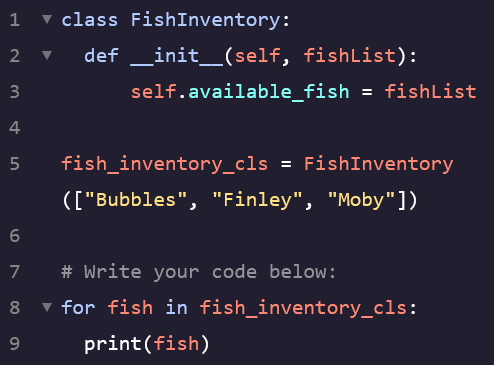 1 ▼ class FishInventory:
2 ▼   def __init__(self, fishList):
3         self.available_fish = fishList
4
5   fish_inventory_cls = FishInventory
    (["Bubbles", "Finley", "Moby"])
6
7   # Write your code below:
8 ▼ for fish in fish_inventory_cls:
9     print(fish)